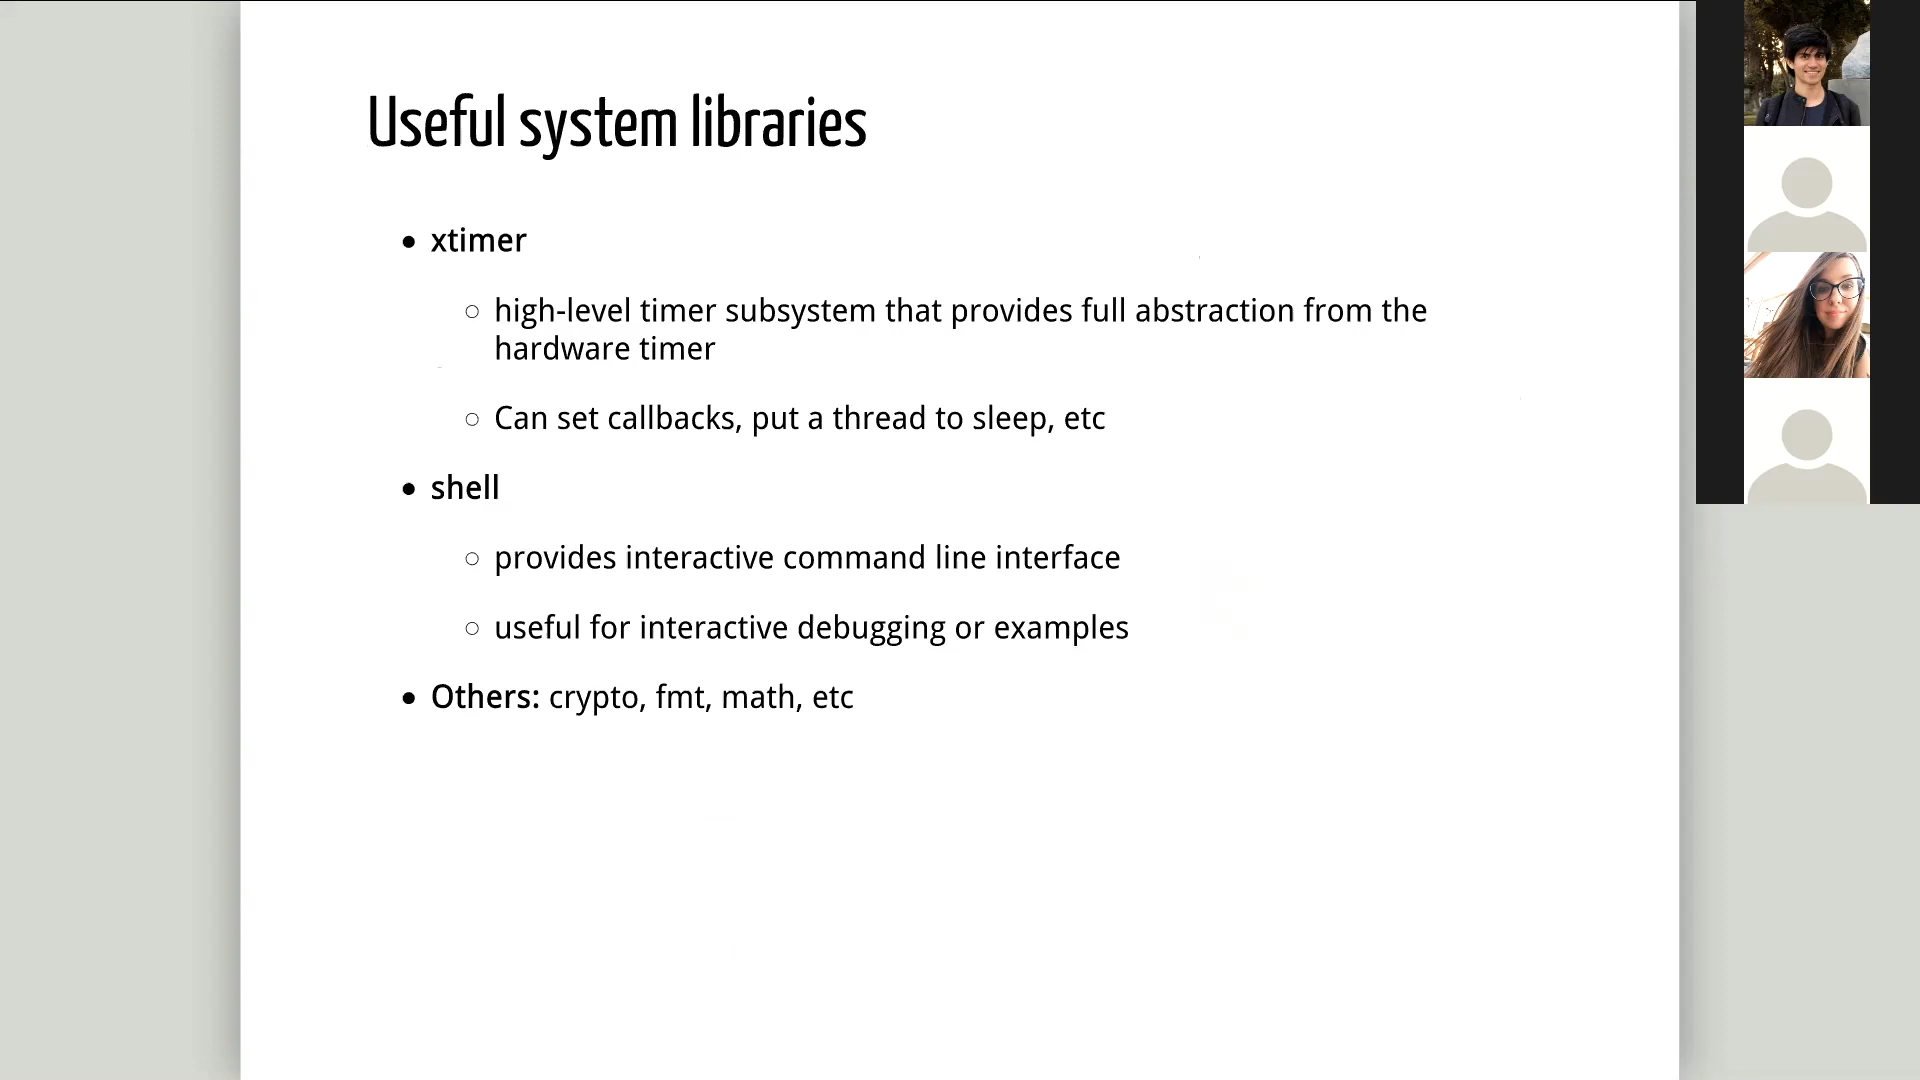 Useful system libraries
• xtimer
○ high-level timer subsystem that provides full abstraction from the
hardware timer
○ Can set callbacks, put a thread to sleep, etc
• shell
○ provides interactive command line interface
○ useful for interactive debugging or examples
• Others: crypto, fmt, math, etc